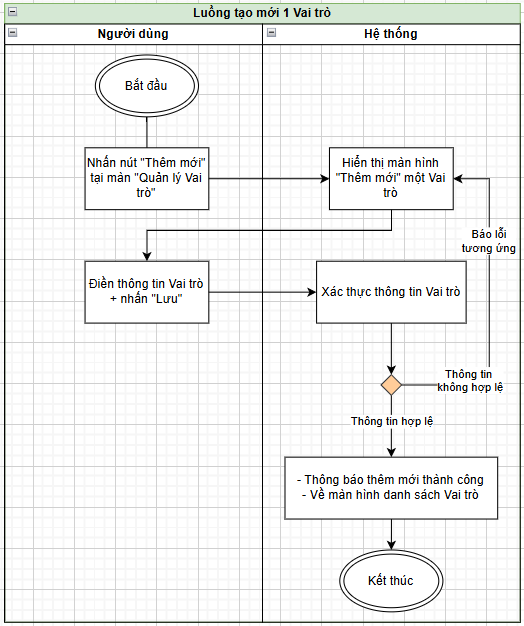 Luồng tạo mới 1 Vai trò
Người dùng
Hệ thống
Bắt đầu
Nhấn nút "Thêm mới"
tại màn "Quản lý Vai
trò"
Hiển thị màn hình
"Thêm mới" một Vai
trò
Báo lỗi
tương ứng
Điền thông tin Vai trò
+ nhấn "Lưu"
Xác thực thông tin Vai trò
Thông tin
không hợp lệ
Thông tin hợp lệ
- Thông báo thêm mới thành công
- Về màn hình danh sách Vai trò
Kết thúc